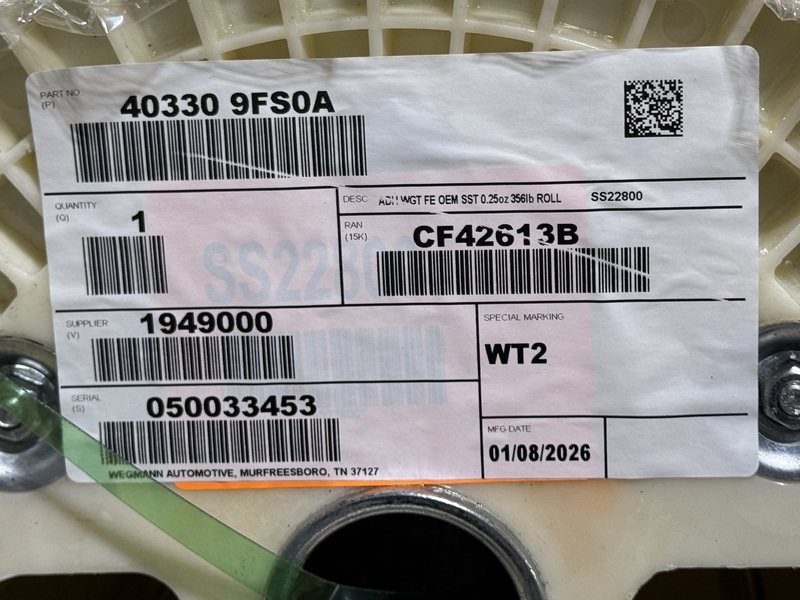 PART NO
(P)
40330 9FS0A
QUANTITY
(Q)
1
DESC ADH WGT FE OEM SST 0.25oz 356lb ROLL SS22800
RAN
(15K)
CF42613B
SUPPLIER
(V)
1949000
SPECIAL MARKING
WT2
SERIAL
(S)
050033453
MFG DATE
01/08/2026
WEGMANN AUTOMOTIVE, MURFREESBORO, TN 37127